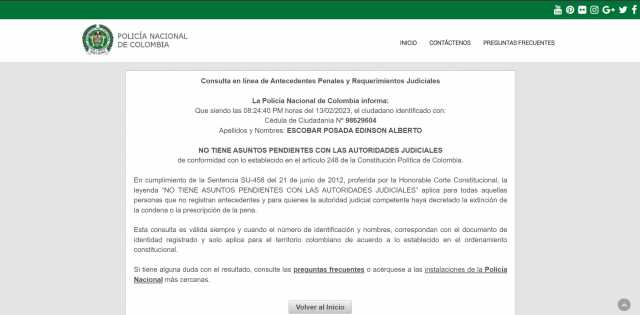 POLICÍA NACIONAL
DE COLOMBIA
INICIO CONTÁCTENOS PREGUNTAS FRECUENTES
Consulta en línea de Antecedentes Penales y Requerimientos Judiciales
La Policía Nacional de Colombia informa:
Que siendo las 08:24:40 PM horas del 13/02/2023, el ciudadano identificado con:
Cédula de Ciudadanía Nº 98629604
Apellidos y Nombres: ESCOBAR POSADA EDINSON ALBERTO
NO TIENE ASUNTOS PENDIENTES CON LAS AUTORIDADES JUDICIALES
de conformidad con lo establecido en el artículo 248 de la Constitución Política de Colombia.
En cumplimiento de la Sentencia SU-458 del 21 de junio de 2012, proferida por la Honorable Corte Constitucional, la
leyenda “NO TIENE ASUNTOS PENDIENTES CON LAS AUTORIDADES JUDICIALES” aplica para todas aquellas
personas que no registran antecedentes y para quienes la autoridad judicial competente haya decretado la extinción de
la condena o la prescripción de la pena.
Esta consulta es válida siempre y cuando el número de identificación y nombres, correspondan con el documento de
identidad registrado y solo aplica para el territorio colombiano de acuerdo a lo establecido en el ordenamiento
constitucional.
Si tiene alguna duda con el resultado, consulte las preguntas frecuentes o acérquese a las instalaciones de la Policía
Nacional más cercanas.
Volver al Inicio